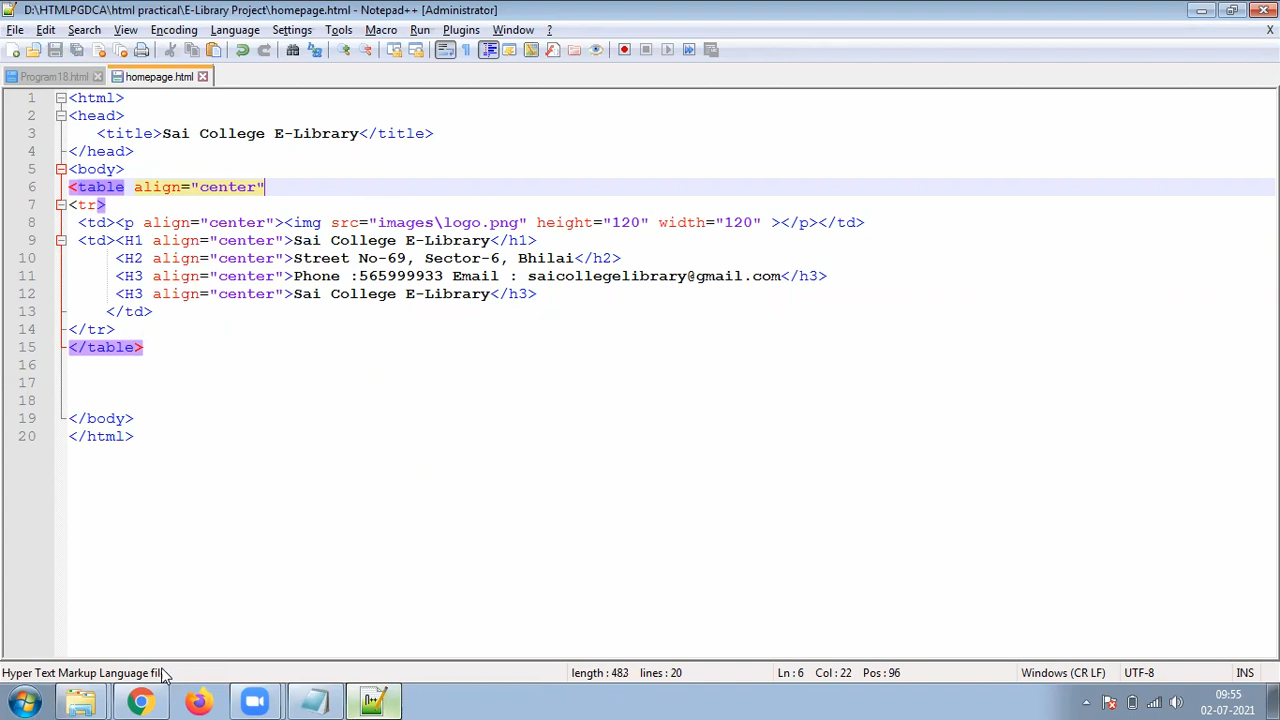 D:\HTMLPGDCA\html practical\E-Library Project\homepage.html - Notepad++ [Administrator]
File Edit Search View Encoding Language Settings Tools Macro Run Plugins Window ? X
Program18.html homepage.html
1 <html>
2 <head>
3 <title>Sai College E-Library</title>
4 </head>
5 <body>
6 <table align="center"
7 <tr>
8 <td><p align="center"><img src="images\logo.png" height="120" width="120" ></p></td>
9 <td><H1 align="center">Sai College E-Library</h1>
10 <H2 align="center">Street No-69, Sector-6, Bhilai</h2>
11 <H3 align="center">Phone :565999933 Email : saicollegelibrary@gmail.com</h3>
12 <H3 align="center">Sai College E-Library</h3>
13 </td>
14 </tr>
15 </table>
16
17
18
19 </body>
20 </html>
Hyper Text Markup Language fil length : 483 lines : 20 Ln : 6 Col : 22 Pos : 96 Windows (CR LF) UTF-8 INS
09:55
02-07-2021